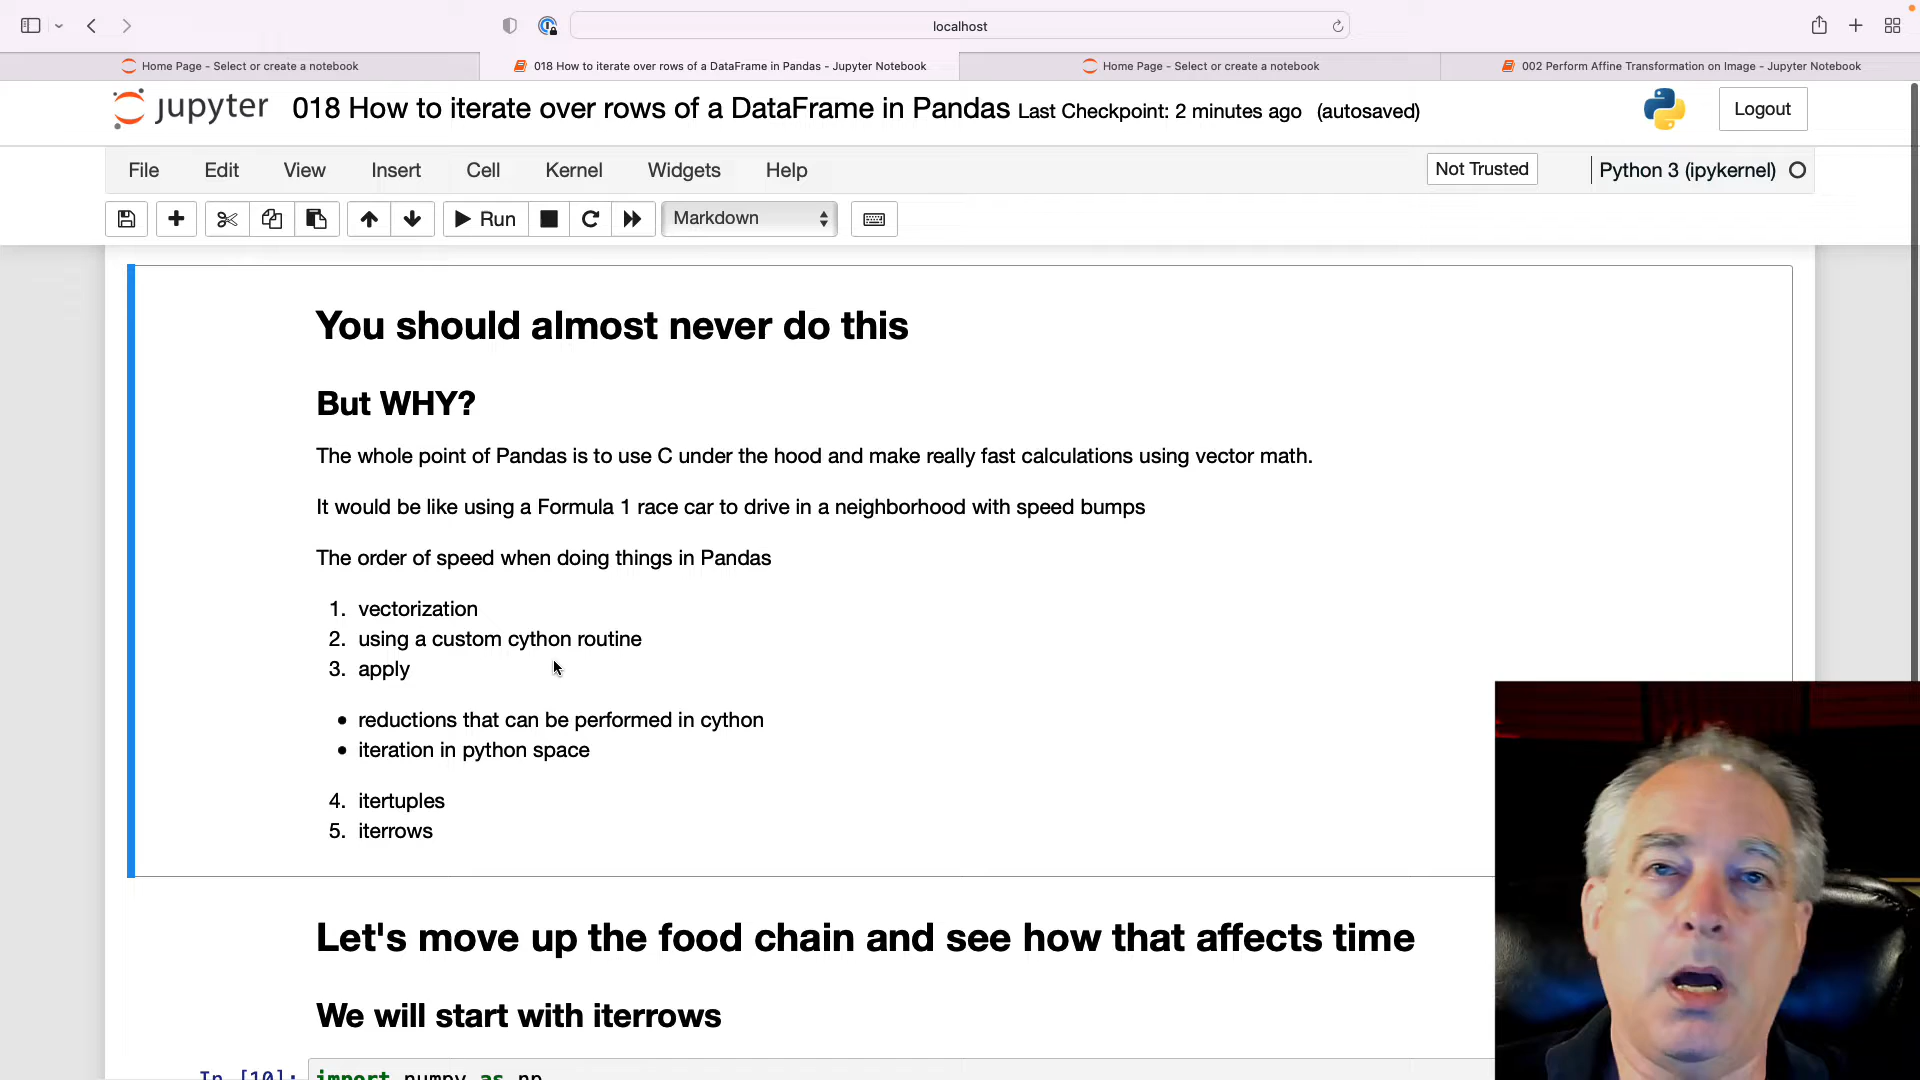 localhost
Home Page - Select or create a notebook
018 How to iterate over rows of a DataFrame in Pandas - Jupyter Notebook
Home Page - Select or create a notebook
002 Perform Affine Transformation on Image - Jupyter Notebook
jupyter 018 How to iterate over rows of a DataFrame in Pandas Last Checkpoint: 2 minutes ago (autosaved)
Logout
File Edit View Insert Cell Kernel Widgets Help
Not Trusted
Python 3 (ipykernel)
Run
Markdown
You should almost never do this
But WHY?
The whole point of Pandas is to use C under the hood and make really fast calculations using vector math.
It would be like using a Formula 1 race car to drive in a neighborhood with speed bumps
The order of speed when doing things in Pandas
1. vectorization
2. using a custom cython routine
3. apply
• reductions that can be performed in cython
• iteration in python space
4. itertuples
5. iterrows
Let's move up the food chain and see how that affects time
We will start with iterrows
In [10]: import numpy as np